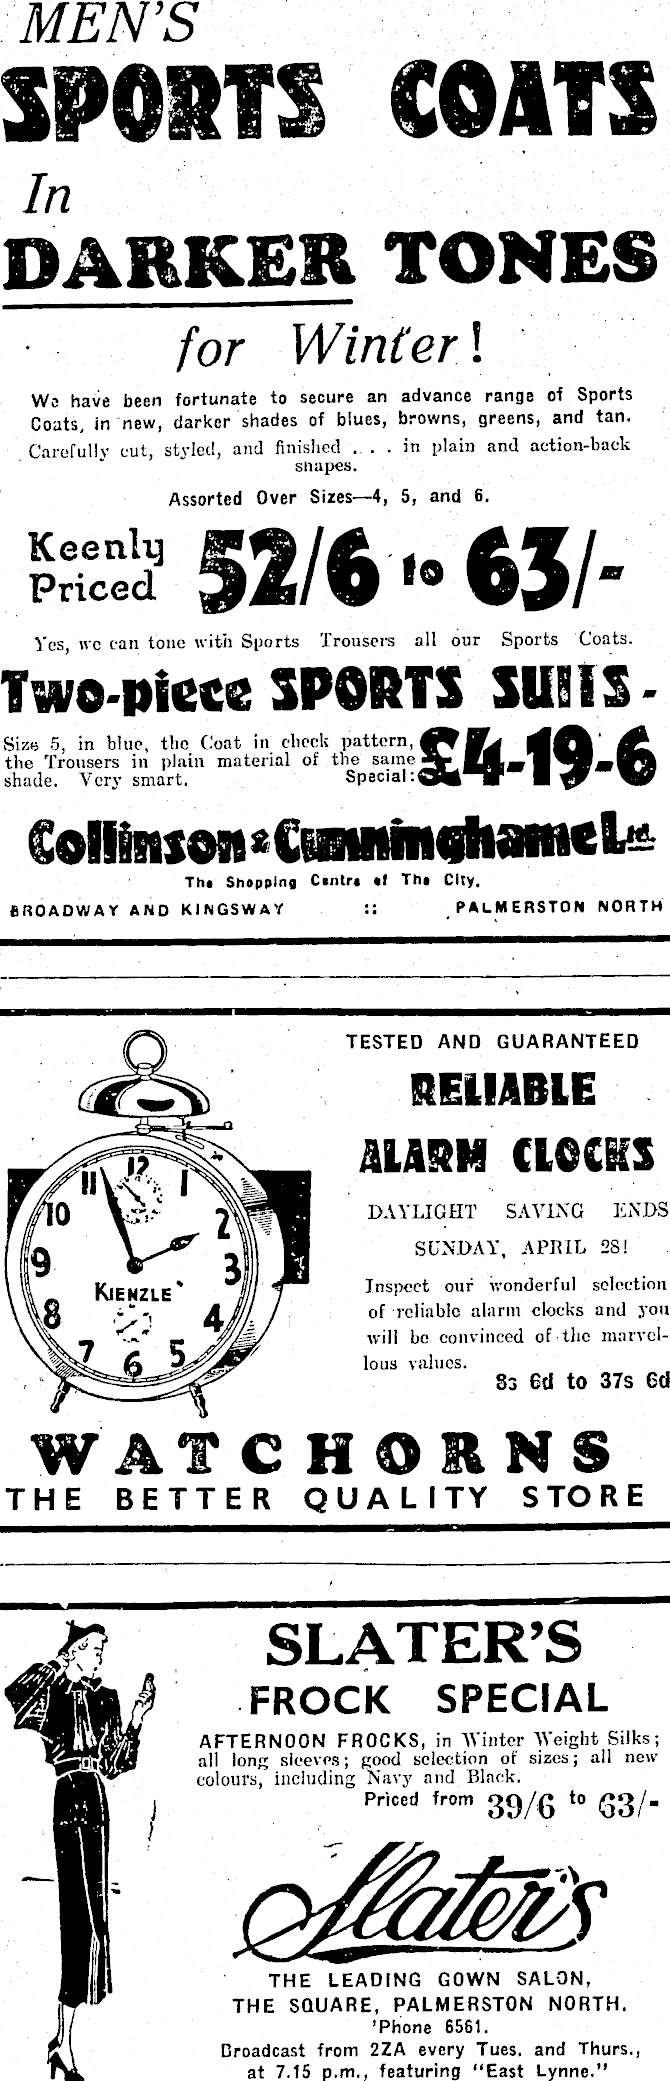 MEN'S
SPORTS COATS
In
DARKER TONES
for Winter!
We have been fortunate to secure an advance range of Sports
Coats, in new, darker shades of blues, browns, greens, and tan.
Carefully cut, styled, and finished . . . in plain and action-back
shapes.
Assorted Over Sizes—4, 5, and 6.
Keenly
Priced 52/6 to 63/-
Yes, we can tone with Sports Trousers all our Sports Coats.
Two-piece SPORTS SUITS -
Size 5, in blue, the Coat in check pattern,
the Trousers in plain material of the same
shade. Very smart. Special: £4-19-6
Collinson & Cunninghame Ltd.
The Shopping Centre of The City.
BROADWAY AND KINGSWAY :: PALMERSTON NORTH
TESTED AND GUARANTEED
RELIABLE
ALARM CLOCKS
DAYLIGHT SAVING ENDS
SUNDAY, APRIL 28!
Inspect our wonderful selection
of reliable alarm clocks and you
will be convinced of the marvel-
lous values.
8s 6d to 37s 6d
12
11 1
10 2
9 3
KIENZLE
8 4
7 6 5
WATCHORNS
THE BETTER QUALITY STORE
SLATER'S
FROCK SPECIAL
AFTERNOON FROCKS, in Winter Weight Silks;
all long sleeves; good selection of sizes; all new
colours, including Navy and Black.
Priced from 39/6 to 63/-
Slater's
THE LEADING GOWN SALON,
THE SQUARE, PALMERSTON NORTH.
'Phone 6561.
Broadcast from 2ZA every Tues. and Thurs.,
at 7.15 p.m., featuring "East Lynne."